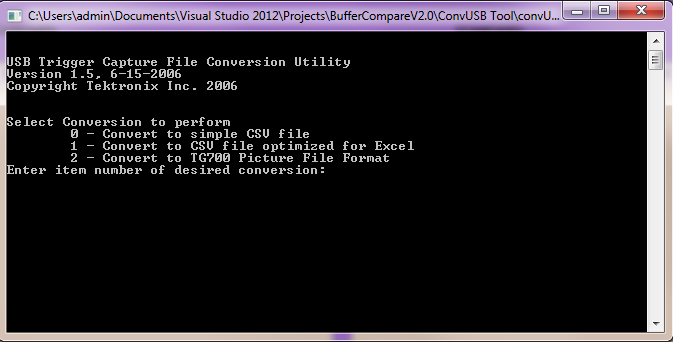 C:\Users\admin\Documents\Visual Studio 2012\Projects\BufferCompareV2.0\ConvUSB Tool\convU...
USB Trigger Capture File Conversion Utility
Version 1.5, 6-15-2006
Copyright Tektronix Inc. 2006
Select Conversion to perform
0 - Convert to simple CSV file
1 - Convert to CSV file optimized for Excel
2 - Convert to TG700 Picture File Format
Enter item number of desired conversion: